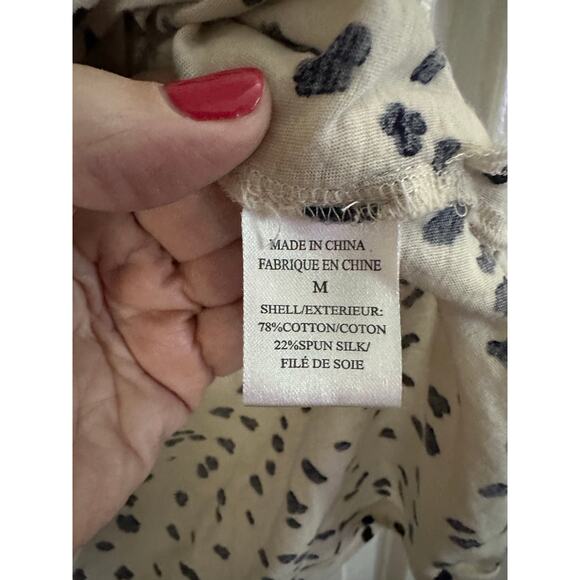 MADE IN CHINA
FABRIQUE EN CHINE
M
SHELL/EXTERIEUR:
78%COTTON/COTON
22%SPUN SILK/
FILÉ DE SOIE